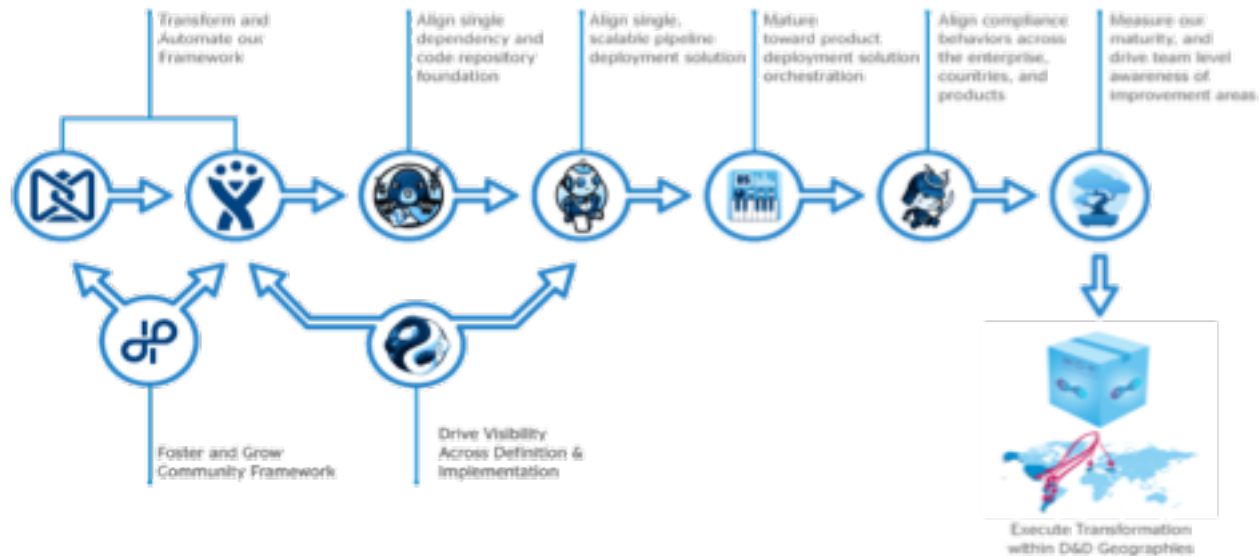 Transform and
Automate our
Framework
Align single
dependency and
code repository
foundation
Align single,
scalable pipeline
deployment solution
Mature
toward product
deployment solution
orchestration
Align compliance
behaviors across
the enterprise,
countries, and
products
Measure our
maturity, and
drive team level
awareness of
improvement areas.
Foster and Grow
Community Framework
Drive Visibility
Across Definition &
Implementation
Execute Transformation
within D&D Geographies